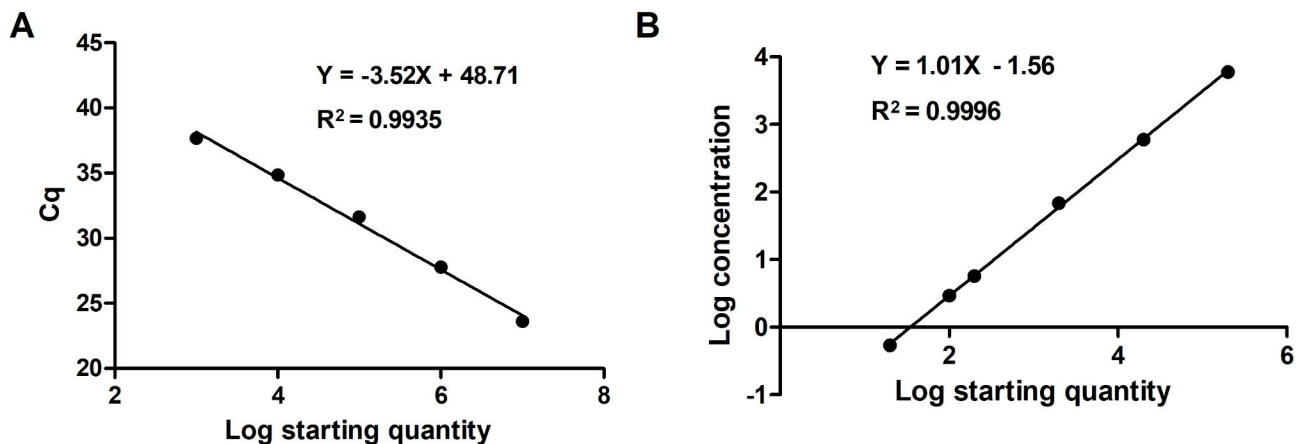 A
45
40
35
30
25
20
Cq
Y = -3.52X + 48.71
R² = 0.9935
2 4 6 8
Log starting quantity
B
4
3
2
1
0
-1
Log concentration
Y = 1.01X - 1.56
R² = 0.9996
2 4 6
Log starting quantity